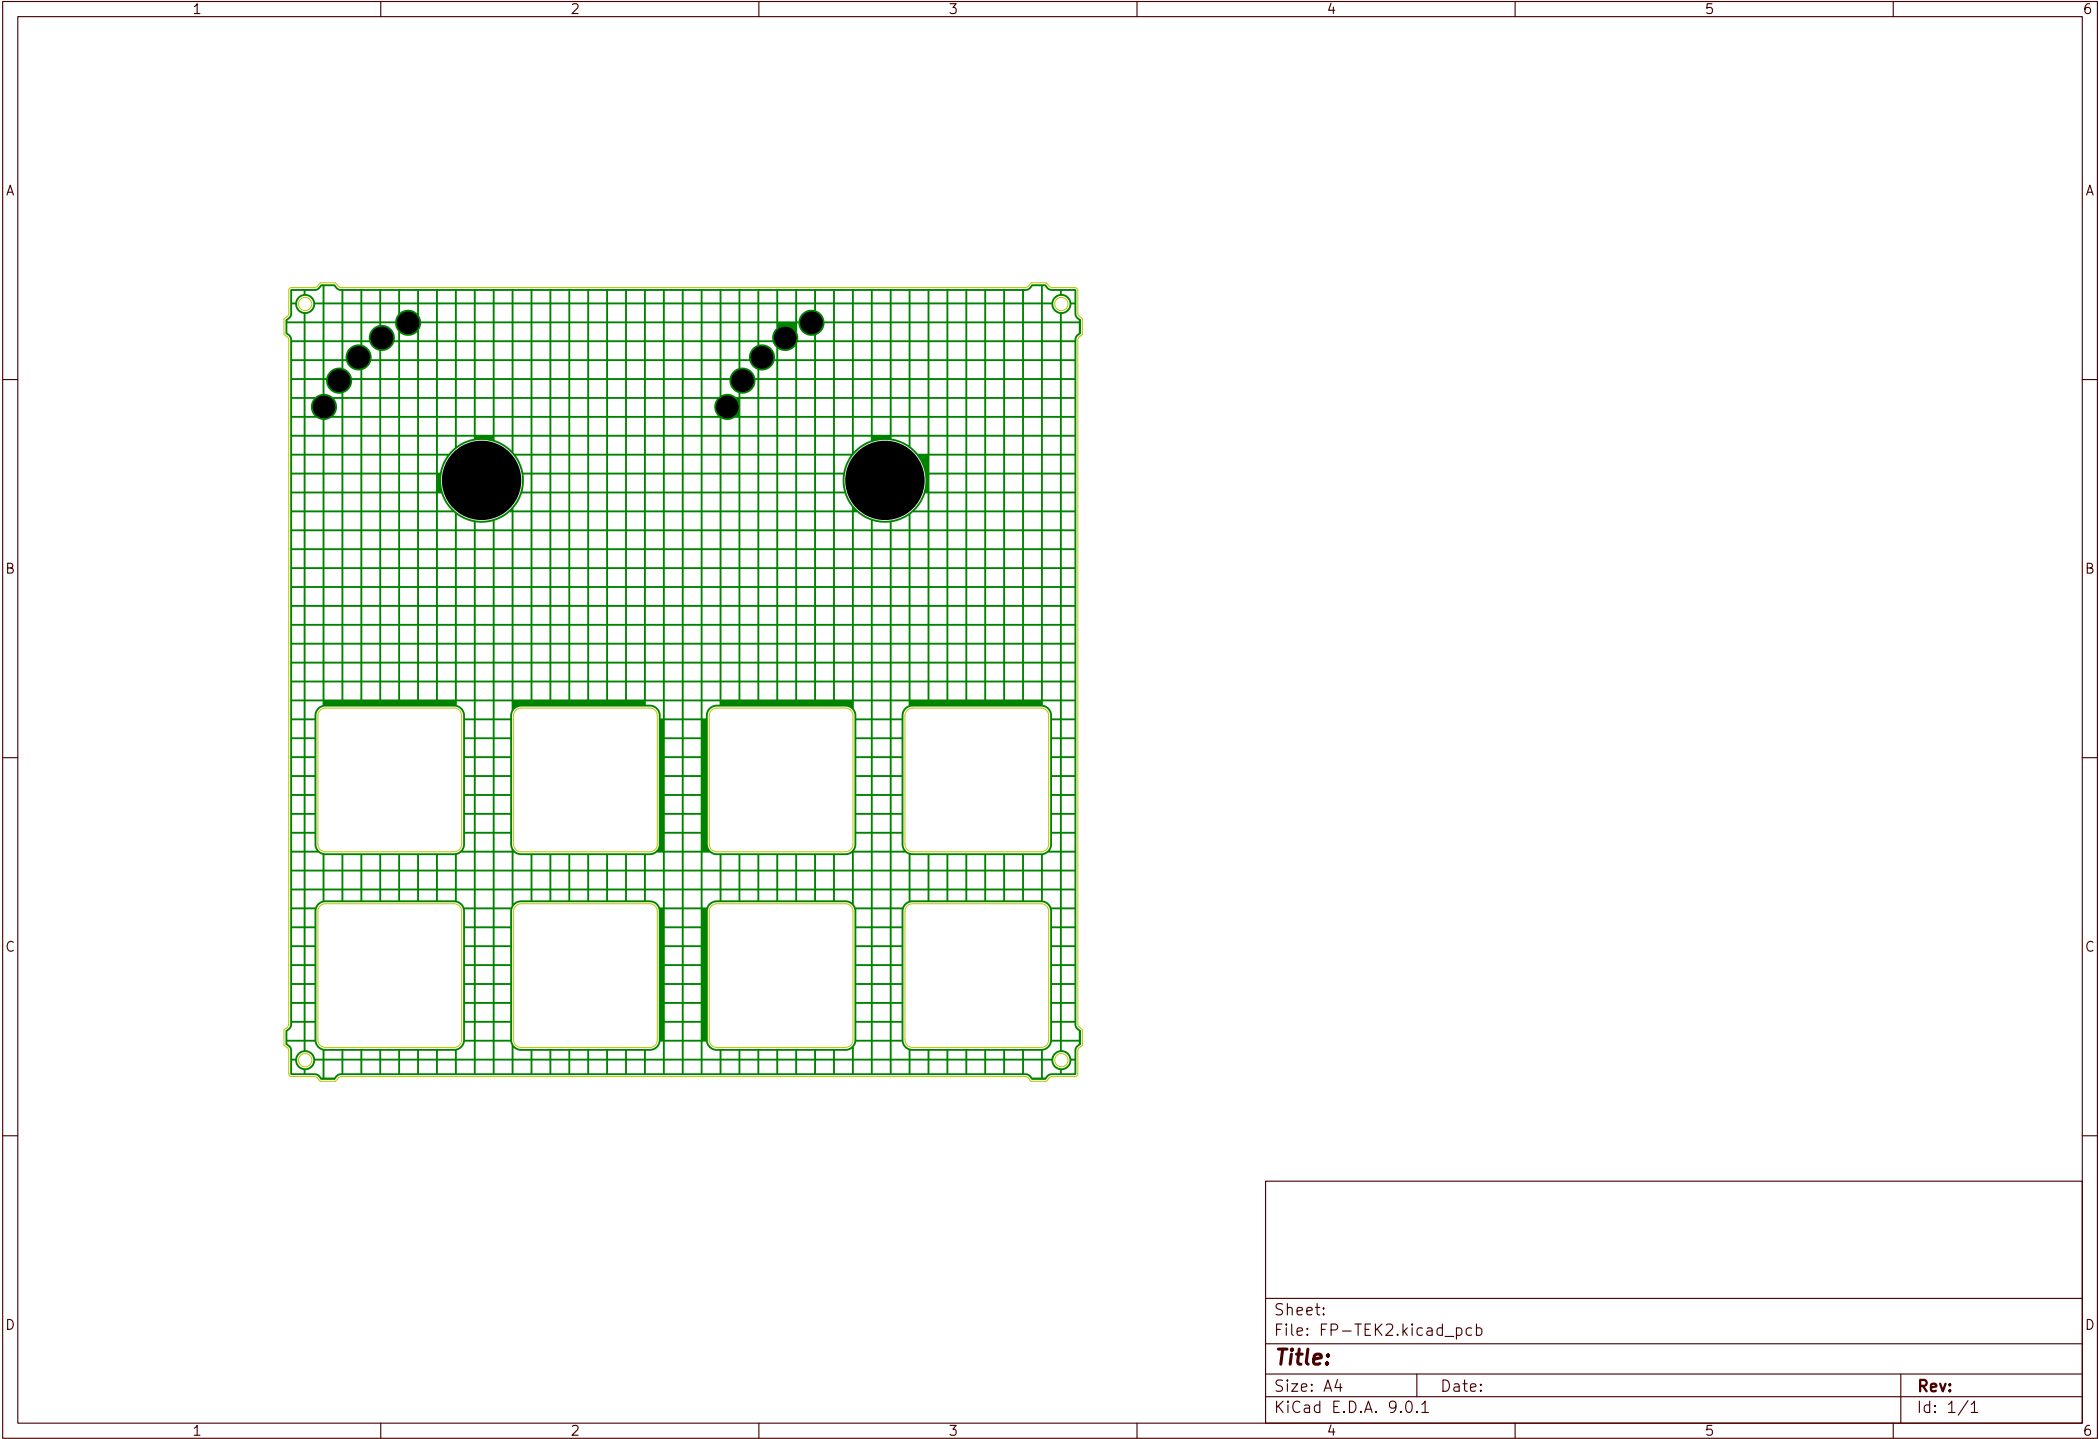 1 2 3 4 5 6
A A
B B
C C
D D
Sheet:
File: FP-TEK2.kicad_pcb
Title:
Size: A4 Date: Rev:
KiCad E.D.A. 9.0.1 Id: 1/1
1 2 3 4 5 6